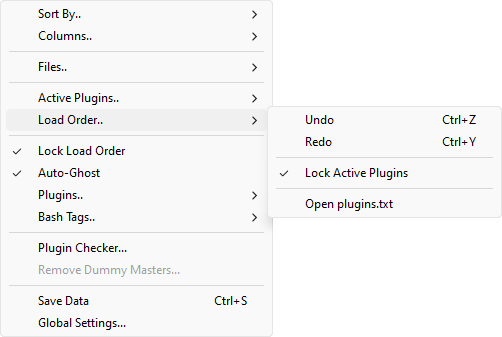 Sort By..
Columns..
Files..
Active Plugins..
Load Order..
Lock Load Order
Auto-Ghost
Plugins..
Bash Tags..
Plugin Checker...
Remove Dummy Masters...
Save Data Ctrl+S
Global Settings...
Undo Ctrl+Z
Redo Ctrl+Y
Lock Active Plugins
Open plugins.txt